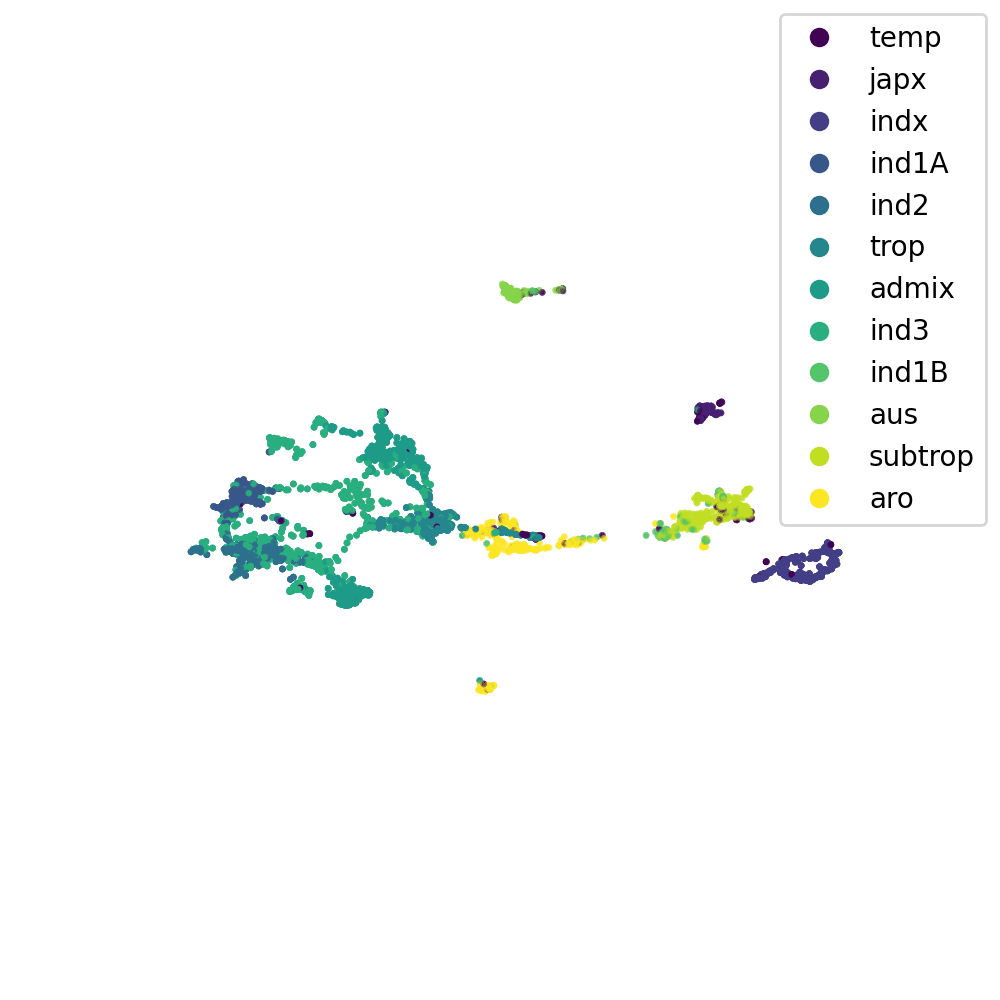 temp
japx
indx
ind1A
ind2
trop
admix
ind3
ind1B
aus
subtrop
aro